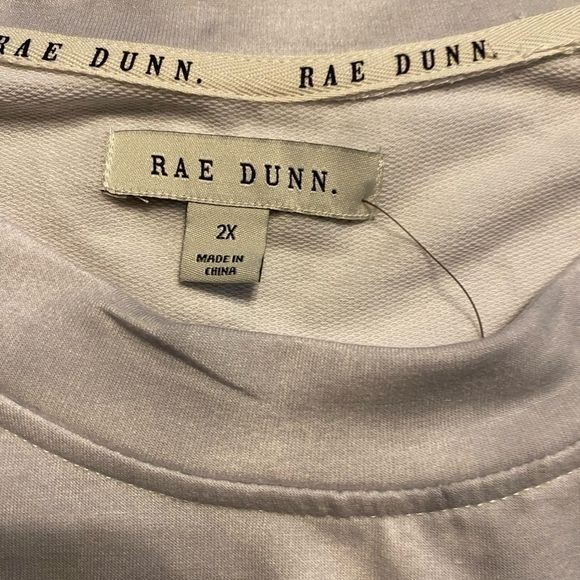 RAE DUNN. RAE DUNN.
RAE DUNN.
2X
MADE IN
CHINA